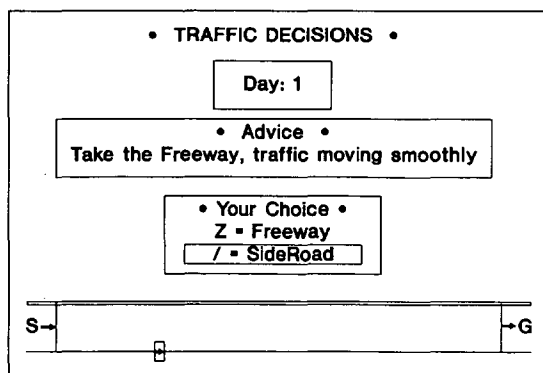 • TRAFFIC DECISIONS •
Day: 1
• Advice •
Take the Freeway, traffic moving smoothly
• Your Choice •
Z = Freeway
/ = SideRoad
S→ →G